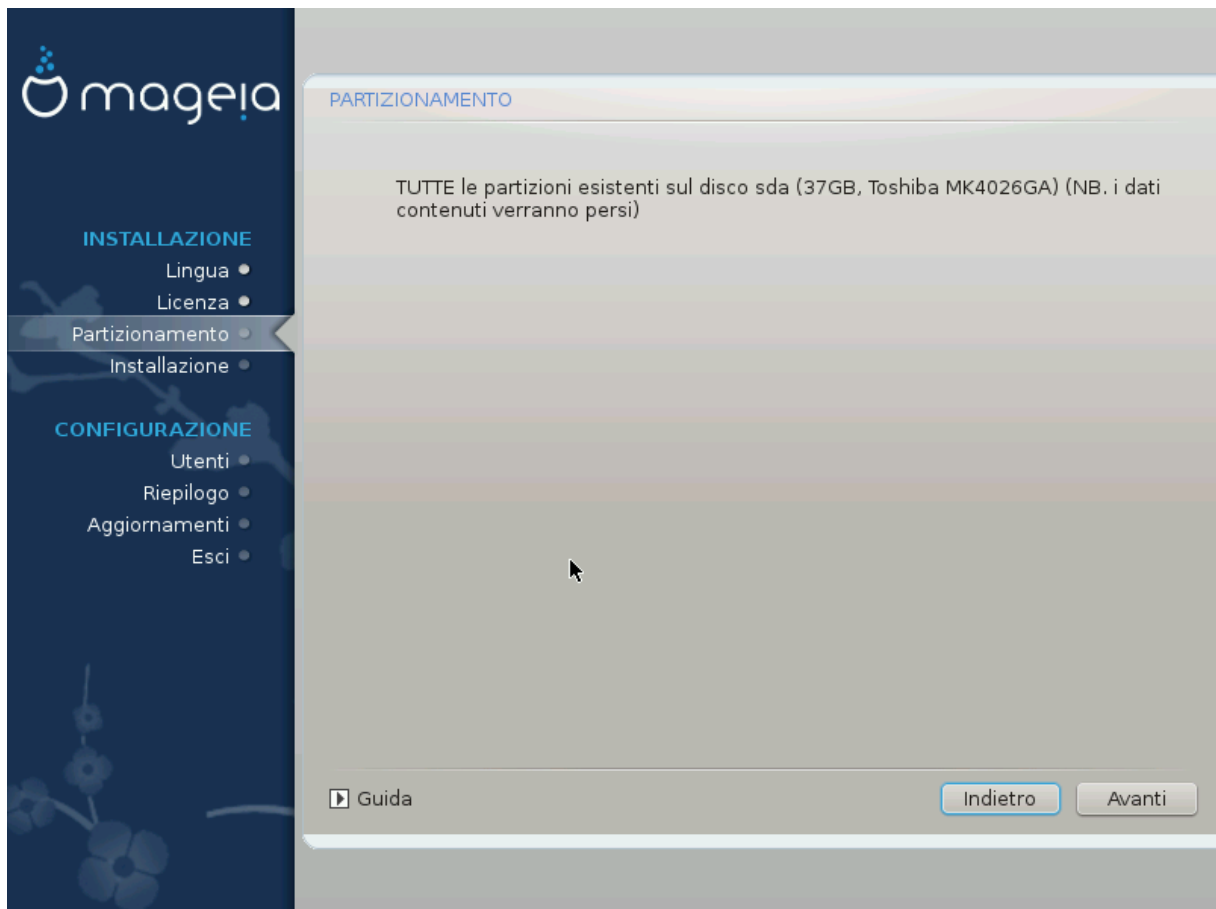 mageia
INSTALLAZIONE
Lingua
Licenza
Partizionamento
Installazione
CONFIGURAZIONE
Utenti
Riepilogo
Aggiornamenti
Esci
PARTIZIONAMENTO
TUTTE le partizioni esistenti sul disco sda (37GB, Toshiba MK4026GA) (NB. i dati
contenuti verranno persi)
Guida
Indietro
Avanti